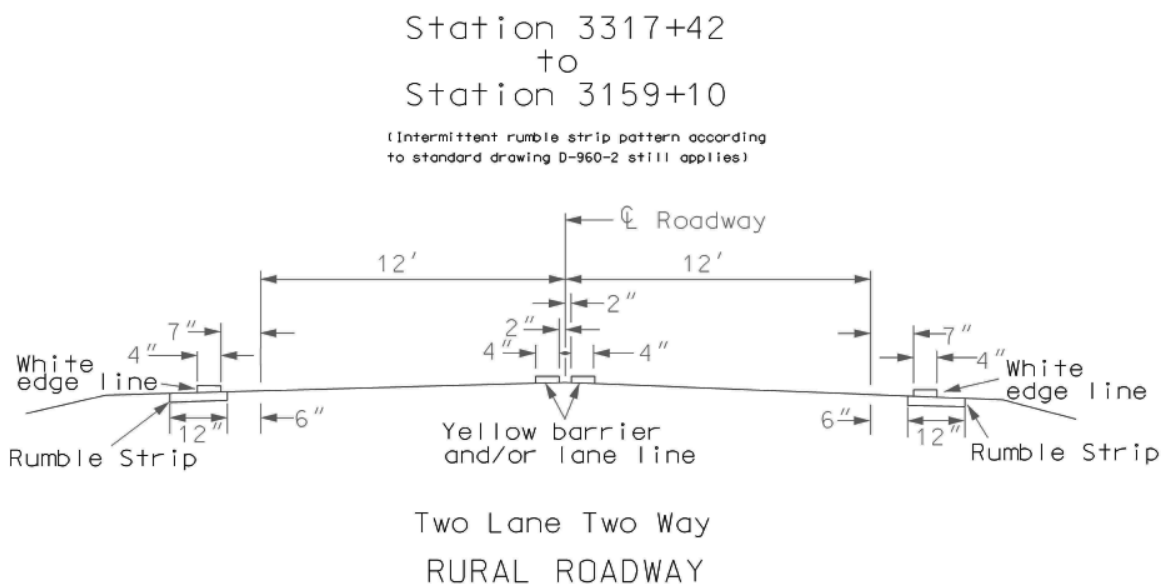 Station 3317+42
to
Station 3159+10
(Intermittent rumble strip pattern according
to standard drawing D-960-2 still applies)
℄ Roadway
12'
12'
2"
7"
2"
7"
4"
4"
4"
4"
White
edge line
White
edge line
12"
6"
6"
12"
Rumble Strip
Yellow barrier
and/or lane line
Rumble Strip
Two Lane Two Way
RURAL ROADWAY